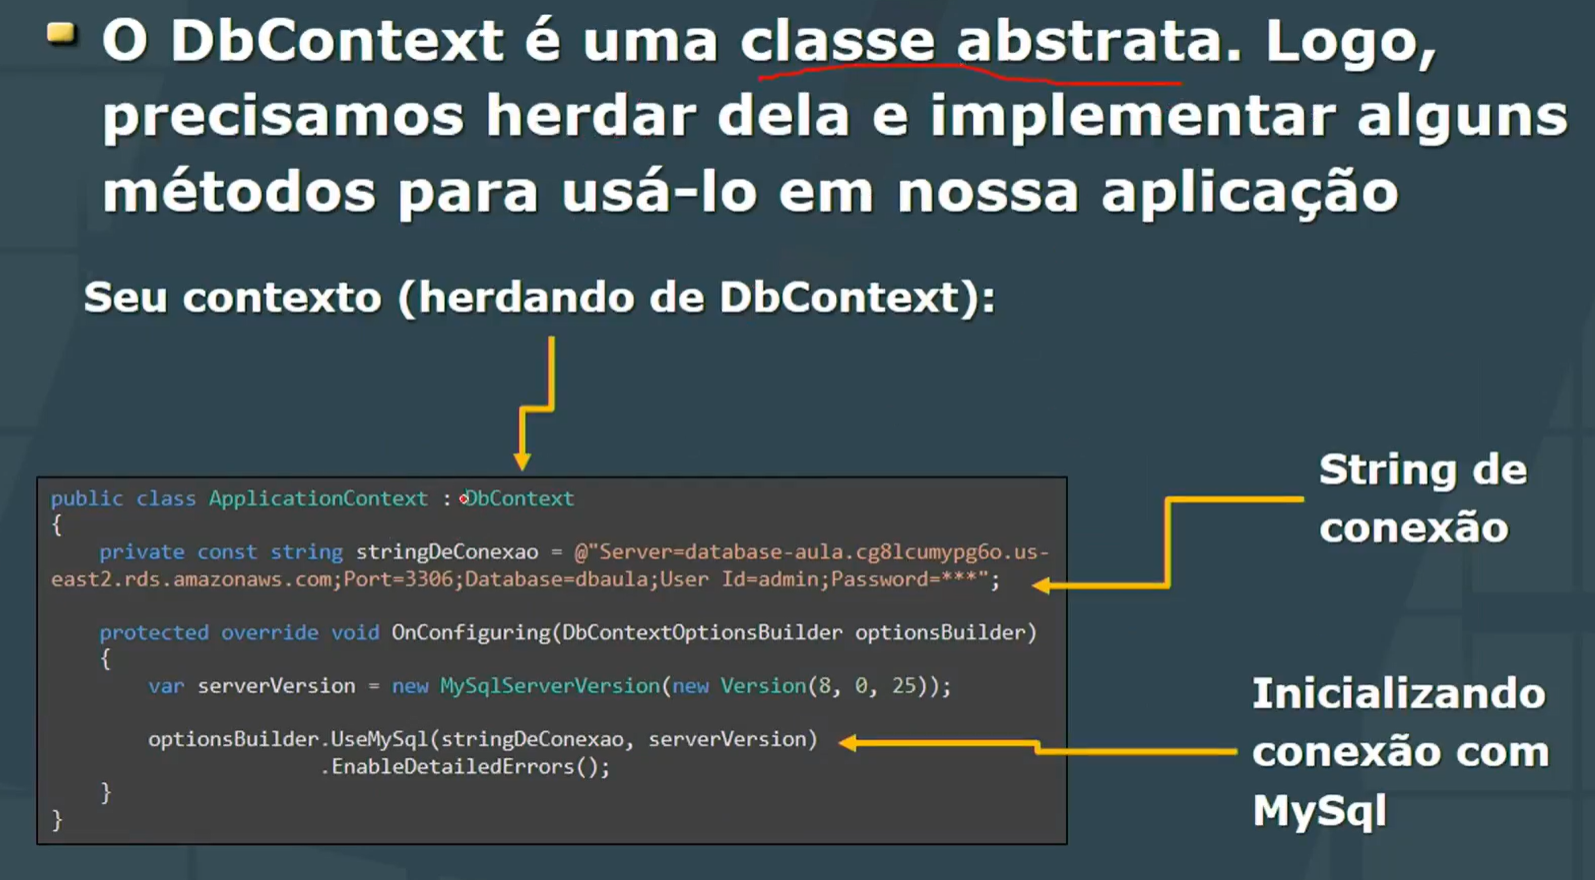 O DbContext é uma classe abstrata. Logo,
precisamos herdar dela e implementar alguns
métodos para usá-lo em nossa aplicação
Seu contexto (herdando de DbContext):
public class ApplicationContext : DbContext
{
private const string stringDeConexao = @"Server=database-aula.cg8lcumypg6o.us-
east2.rds.amazonaws.com;Port=3306;Database=dbaula;User Id=admin;Password=***";
protected override void OnConfiguring(DbContextOptionsBuilder optionsBuilder)
{
var serverVersion = new MySqlServerVersion(new Version(8, 0, 25));
optionsBuilder.UseMySql(stringDeConexao, serverVersion)
.EnableDetailedErrors();
}
}
String de
conexão
Inicializando
conexão com
MySql